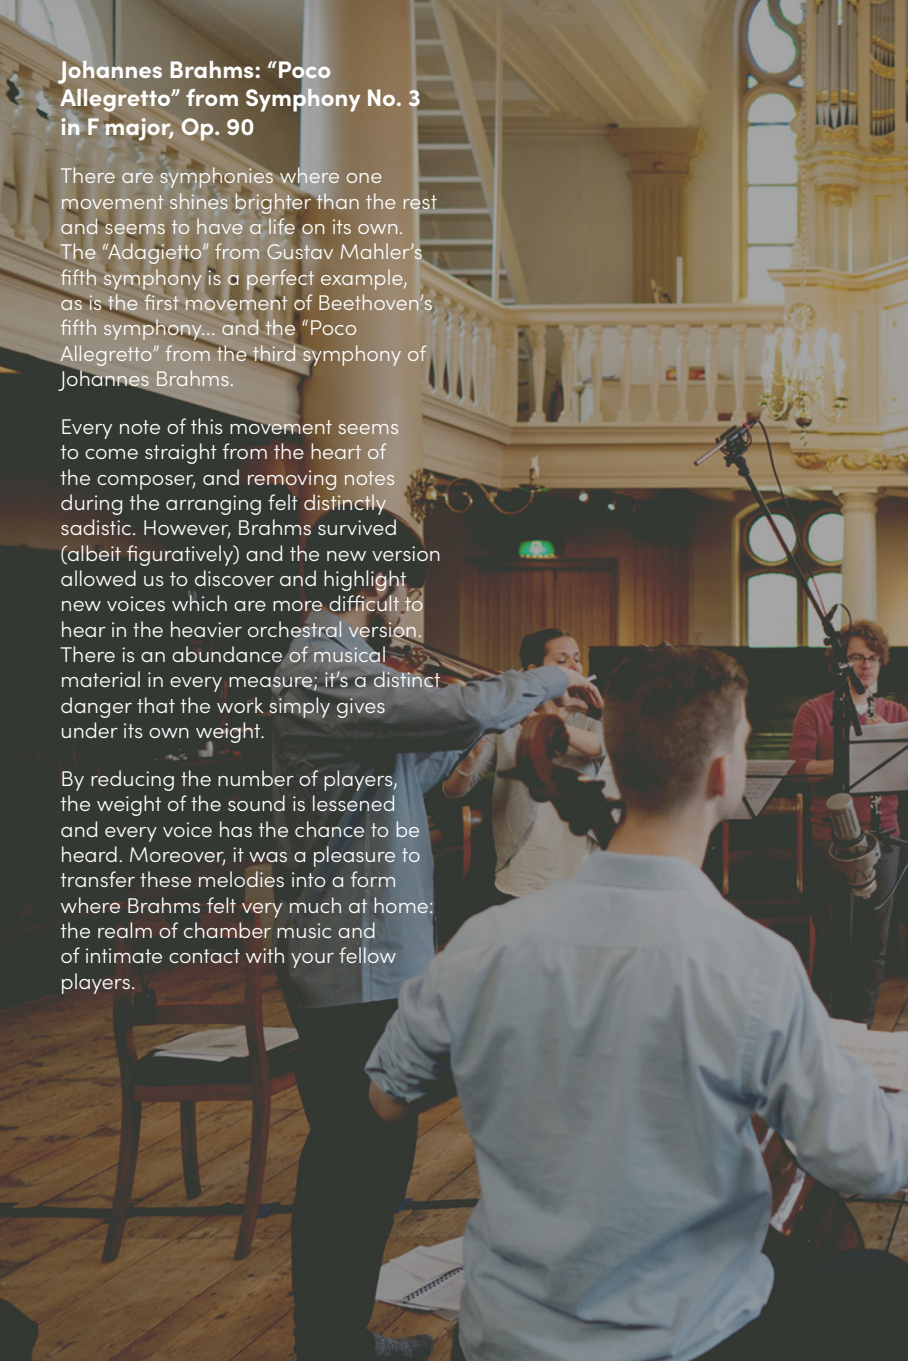 Johannes Brahms: “Poco
Allegretto” from Symphony No. 3
in F major, Op. 90
There are symphonies where one
movement shines brighter than the rest
and seems to have a life on its own.
The “Adagietto” from Gustav Mahler’s
fifth symphony is a perfect example,
as is the first movement of Beethoven’s
fifth symphony... and the “Poco
Allegretto” from the third symphony of
Johannes Brahms.
Every note of this movement seems
to come straight from the heart of
the composer, and removing notes
during the arranging felt distinctly
sadistic. However, Brahms survived
(albeit figuratively) and the new version
allowed us to discover and highlight
new voices which are more difficult to
hear in the heavier orchestral version.
There is an abundance of musical
material in every measure; it’s a distinct
danger that the work simply gives
under its own weight.
By reducing the number of players,
the weight of the sound is lessened
and every voice has the chance to be
heard. Moreover, it was a pleasure to
transfer these melodies into a form
where Brahms felt very much at home:
the realm of chamber music and
of intimate contact with your fellow
players.